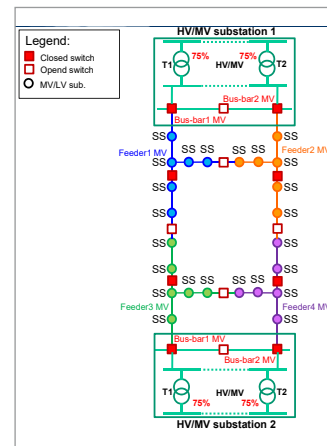 HV/MV substation 1
Legend:
Closed switch
Opend switch
MV/LV sub.
75% 75%
T1 HV/MV T2
Bus-bar2 MV
Bus-bar1 MV
SS SS
Feeder1 MV SS SS SS SS Feeder2 MV
SS SS
SS SS
SS SS
SS SS
SS SS SS SS
Feeder3 MV SS SS Feeder4 MV
SS SS
Bus-bar1 MV
Bus-bar2 MV
T1 HV/MV T2
75% 75%
HV/MV substation 2